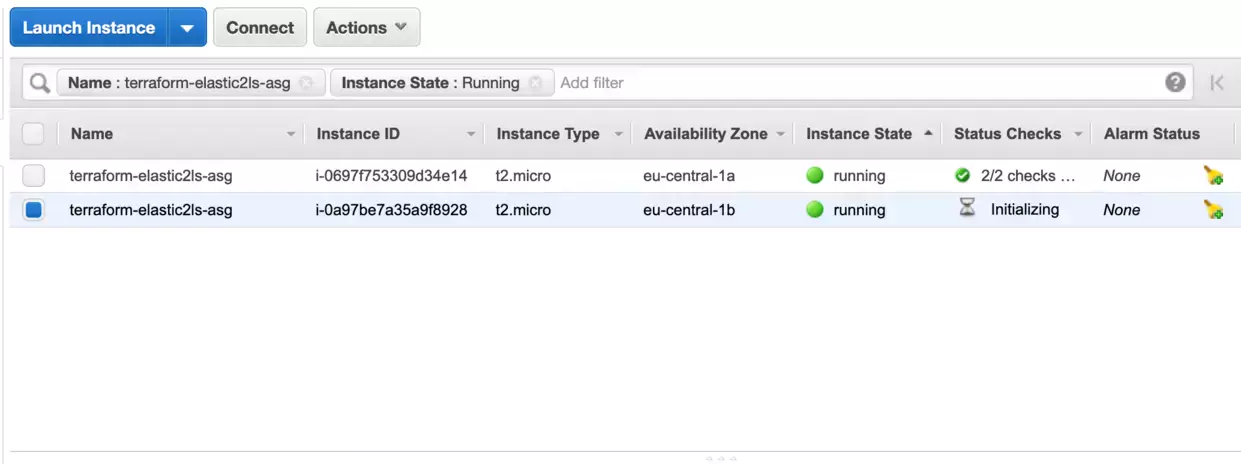 Launch Instance Connect Actions
Name : terraform-elastic2ls-asg Instance State : Running Add filter
Name Instance ID Instance Type Availability Zone Instance State Status Checks Alarm Status
terraform-elastic2ls-asg i-0697f753309d34e14 t2.micro eu-central-1a running 2/2 checks ... None
terraform-elastic2ls-asg i-0a97be7a35a9f8928 t2.micro eu-central-1b running Initializing None